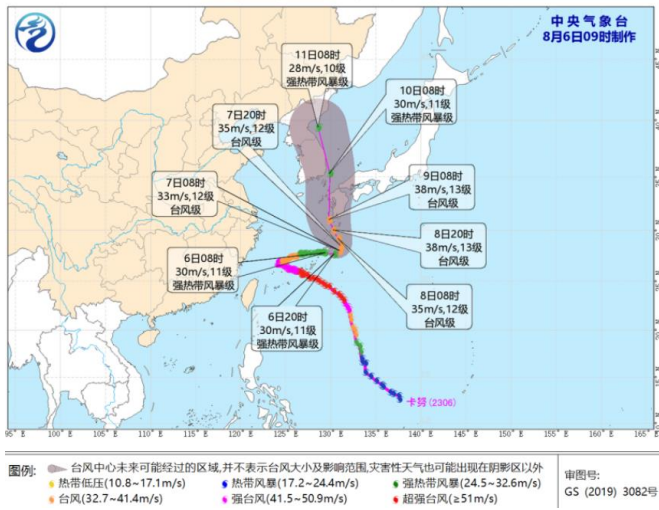 中央气象台
8月6日09时制作
11日08时
28m/s,10级
强热带风暴级
10日08时
30m/s,11级
强热带风暴级
7日20时
35m/s,12级
台风级
7日08时
33m/s,12级
台风级
9日08时
38m/s,13级
台风级
8日20时
38m/s,13级
台风级
6日08时
30m/s,11级
强热带风暴级
8日08时
35m/s,12级
台风级
6日20时
30m/s,11级
强热带风暴级
卡努(2306)
95°E 100°E 105°E 110°E 115°E 120°E 125°E 130°E 135°E 140°E 145°E 150°E 155°E
图例:
台风中心未来可能经过的区域,并不表示台风大小及影响范围,灾害性天气也可能出现在阴影区以外
热带低压(10.8~17.1m/s) 热带风暴(17.2~24.4m/s) 强热带风暴(24.5~32.6m/s)
台风(32.7~41.4m/s) 强台风(41.5~50.9m/s) 超强台风(≥51m/s)
审图号:
GS (2019) 3082号